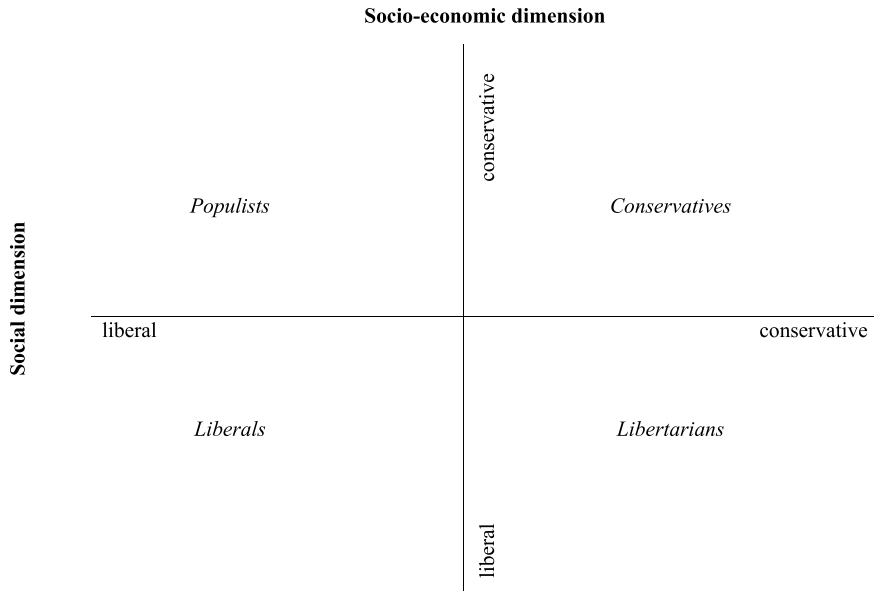 Socio-economic dimension
conservative
Populists
Conservatives
Social dimension
liberal
conservative
Liberals
Libertarians
liberal